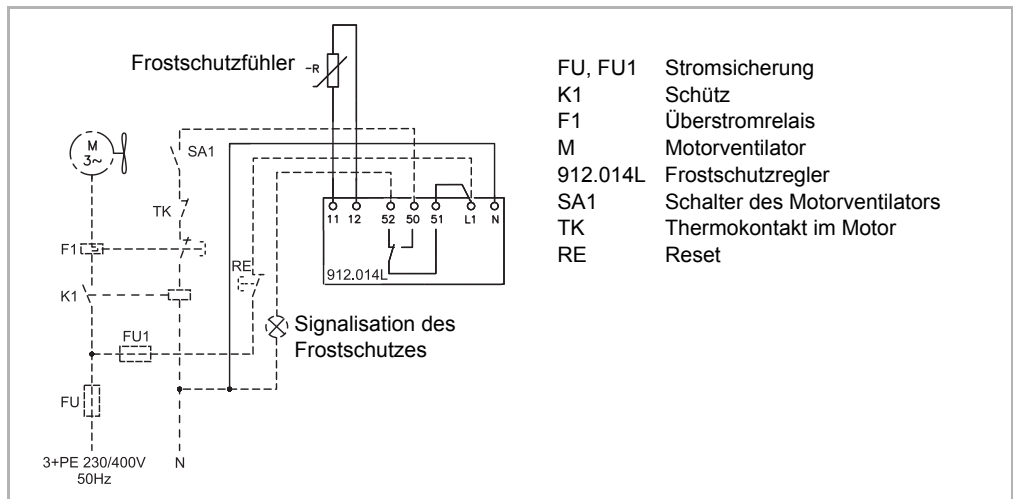 Frostschutzfühler
-R
M
3~
SA1
TK
F1
RE
K1
FU1
FU
3+PE 230/400V
50Hz
N
11 12 52 50 51 L1 N
912.014L
Signalisation des
Frostschutzes
FU, FU1 Stromsicherung
K1 Schütz
F1 Überstromrelais
M Motorventilator
912.014L Frostschutzregler
SA1 Schalter des Motorventilators
TK Thermokontakt im Motor
RE Reset